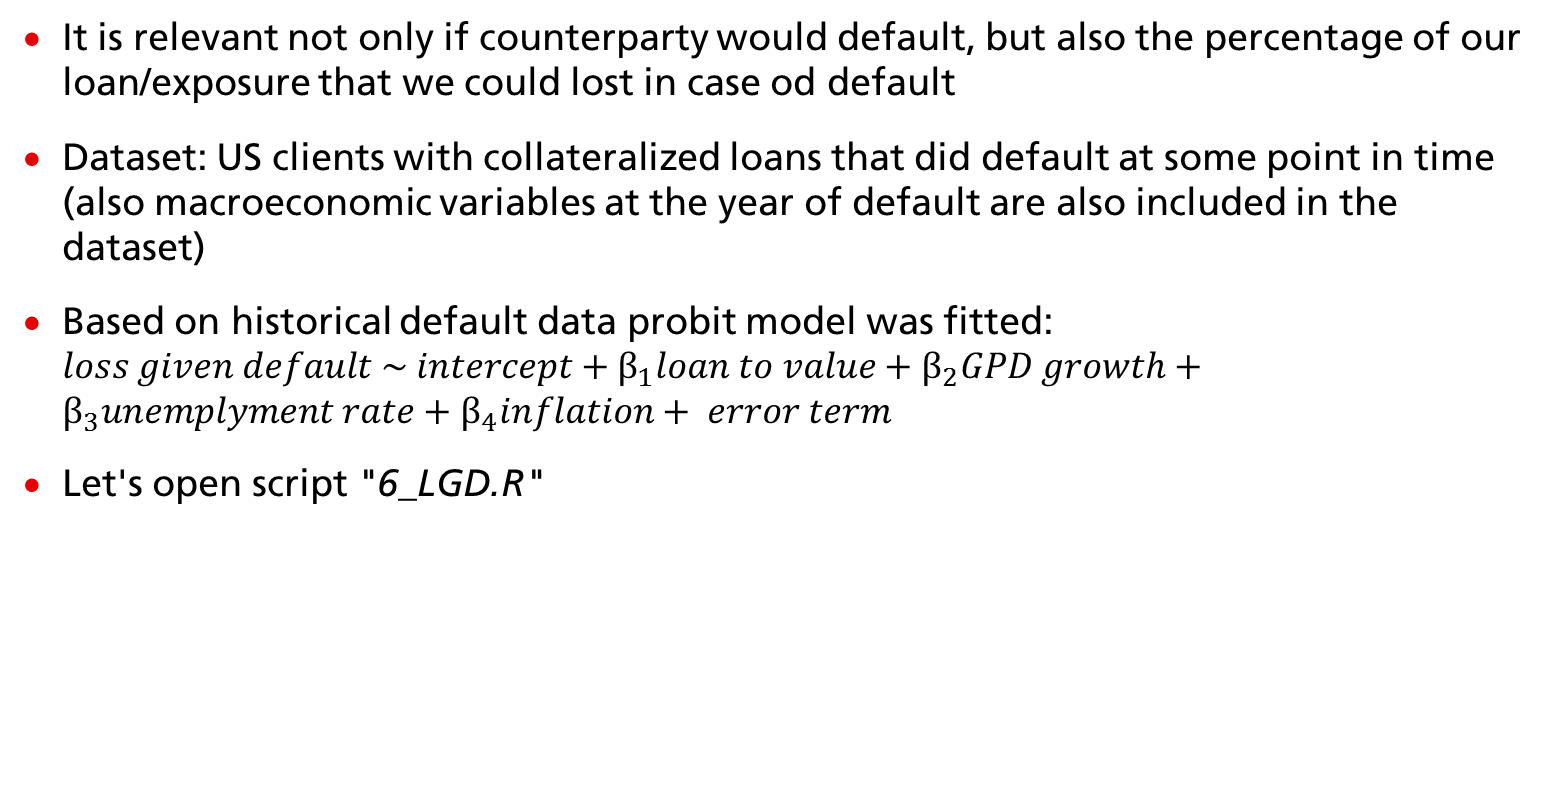 • It is relevant not only if counterparty would default, but also the percentage of our
loan/exposure that we could lost in case od default
• Dataset: US clients with collateralized loans that did default at some point in time
(also macroeconomic variables at the year of default are also included in the
dataset)
• Based on historical default data probit model was fitted:
loss given default ~ intercept + β₁loan to value + β₂GPD growth +
β₃unemplyment rate + β₄inflation + error term
• Let's open script "6_LGD.R"